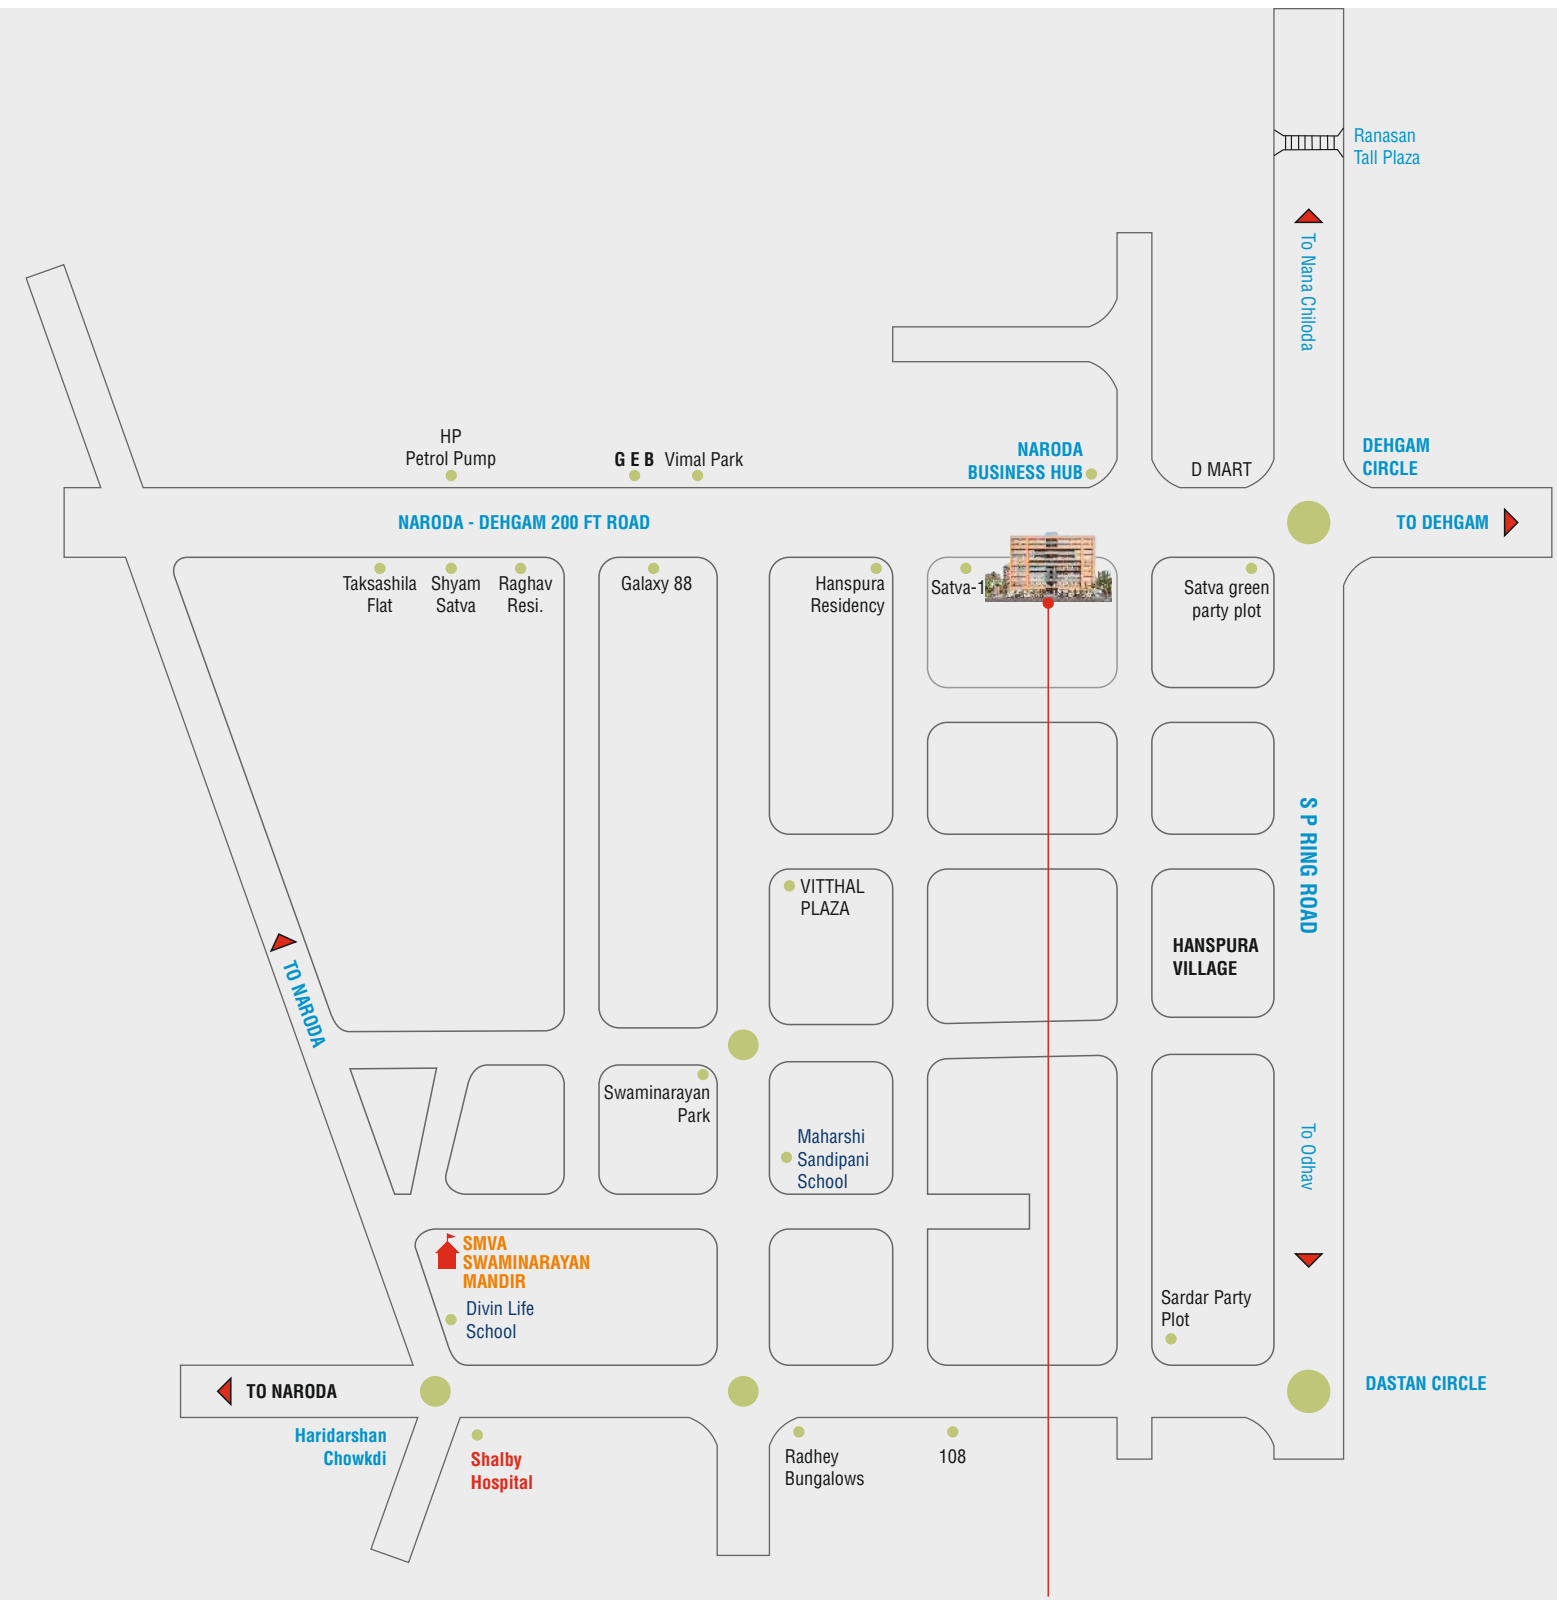 Ranasan
Tall Plaza
To Nana Chiloda
HP
Petrol Pump
G E B
Vimal Park
NARODA
BUSINESS HUB
D MART
DEHGAM
CIRCLE
NARODA - DEHGAM 200 FT ROAD
TO DEHGAM
Taksashila
Flat
Shyam
Satva
Raghav
Resi.
Galaxy 88
Hanspura
Residency
Satva-1
Satva green
party plot
S P RING ROAD
VITTHAL
PLAZA
HANSPURA
VILLAGE
TO NARODA
Swaminarayan
Park
Maharshi
Sandipani
School
To Odhav
SMVA
SWAMINARAYAN
MANDIR
Divin Life
School
Sardar Party
Plot
TO NARODA
DASTAN CIRCLE
Haridarshan
Chowkdi
Shalby
Hospital
Radhey
Bungalows
108